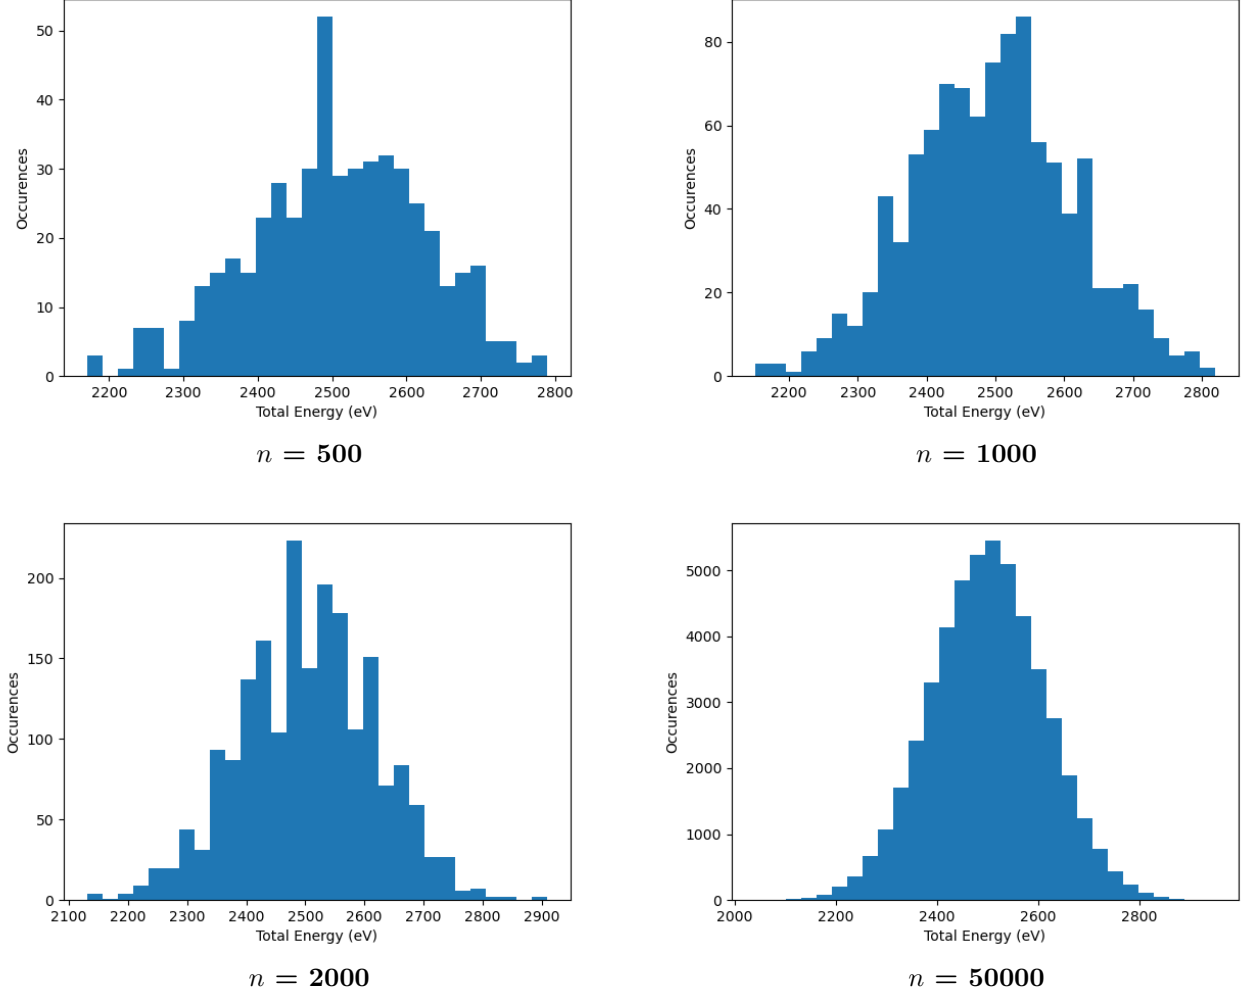 50
40
30
20
10
0
Occurences
2200 2300 2400 2500 2600 2700 2800
Total Energy (eV)
n = 500
80
60
40
20
0
Occurences
2200 2300 2400 2500 2600 2700 2800
Total Energy (eV)
n = 1000
200
150
100
50
0
Occurences
2100 2200 2300 2400 2500 2600 2700 2800 2900
Total Energy (eV)
n = 2000
5000
4000
3000
2000
1000
0
Occurences
2000 2200 2400 2600 2800
Total Energy (eV)
n = 50000